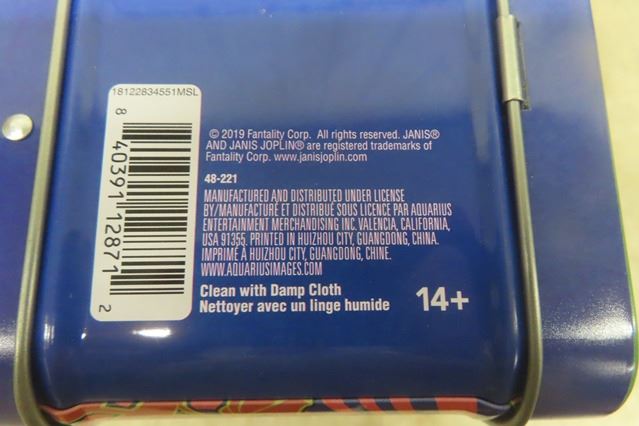 18122834551MSL
8 40391 12871 2
© 2019 Fantality Corp. All rights reserved. JANIS®
AND JANIS JOPLIN® are registered trademarks of
Fantality Corp. www.janisjoplin.com
48-221
MANUFACTURED AND DISTRIBUTED UNDER LICENSE
BY/MANUFACTURÉ ET DISTRIBUÉ SOUS LICENCE PAR AQUARIUS
ENTERTAINMENT MERCHANDISING INC. VALENCIA, CALIFORNIA,
USA 91355. PRINTED IN HUIZHOU CITY, GUANGDONG, CHINA.
IMPRIMÉ À HUIZHOU CITY, GUANGDONG, CHINE.
WWW.AQUARIUSIMAGES.COM
Clean with Damp Cloth
Nettoyer avec un linge humide
14+